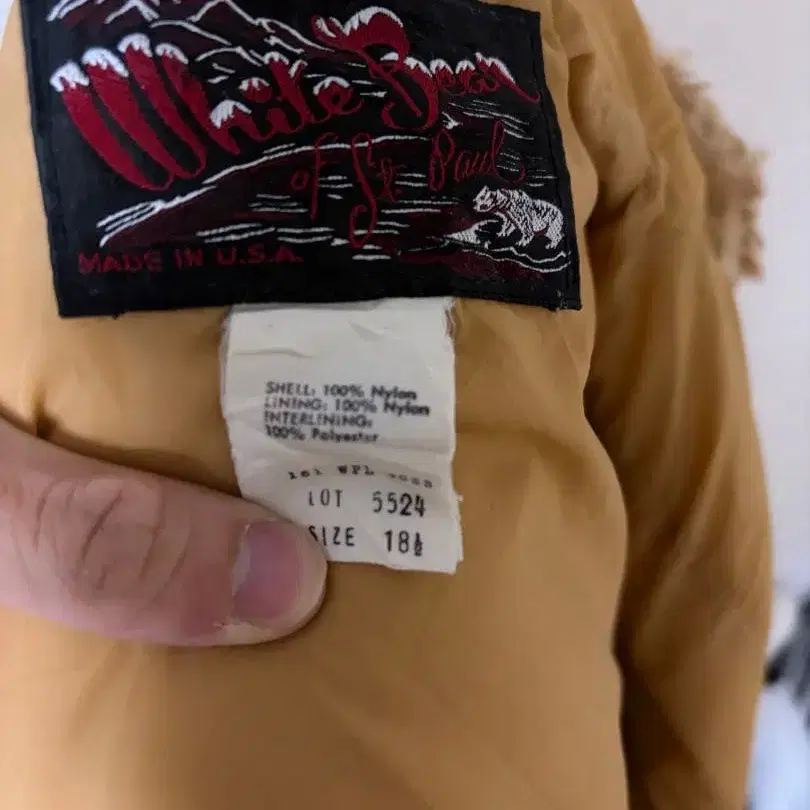 White Bear
of St. Paul
MADE IN U.S.A.
SHELL: 100% Nylon
LINING: 100% Nylon
INTERLINING:
100% Polyester
LOT 5524
SIZE 18½